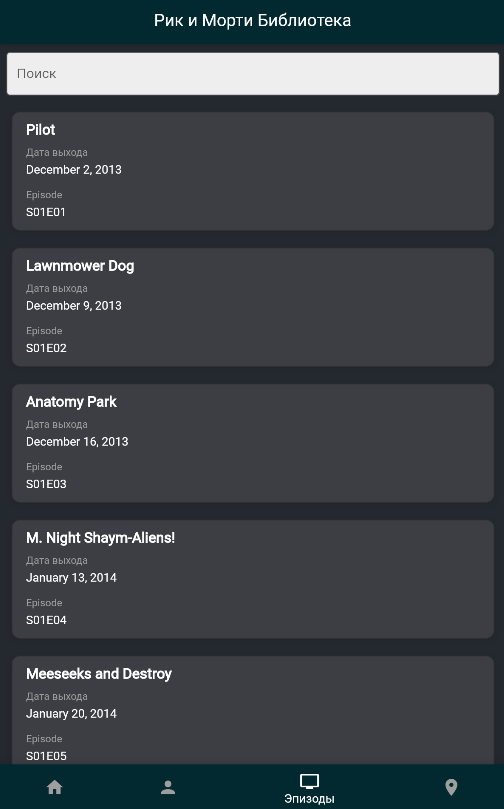 Рик и Морти Библиотека
Поиск
Pilot
Дата выхода
December 2, 2013
Episode
S01E01
Lawnmower Dog
Дата выхода
December 9, 2013
Episode
S01E02
Anatomy Park
Дата выхода
December 16, 2013
Episode
S01E03
M. Night Shaym-Aliens!
Дата выхода
January 13, 2014
Episode
S01E04
Meeseeks and Destroy
Дата выхода
January 20, 2014
Episode
S01E05
Эпизоды